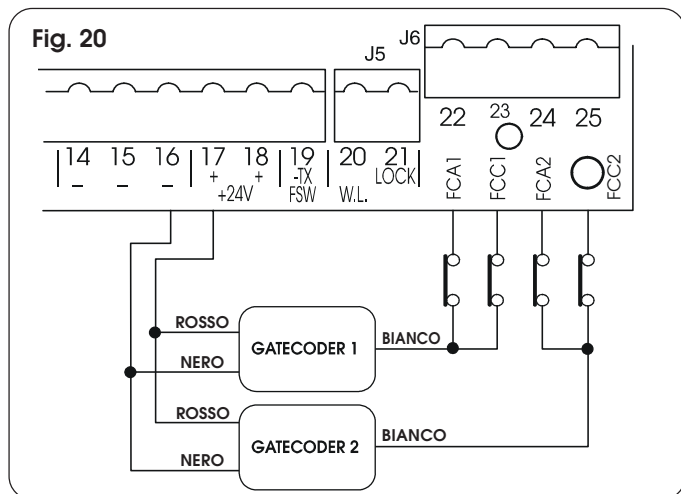 Fig. 20
J5
J6
22 23 24 25
14 15 16 17 18 19 20 21
− − − + + -TX LOCK
+24V FSW W.L.
FCA1 FCC1 FCA2 FCC2
ROSSO
GATECODER 1
BIANCO
NERO
ROSSO
GATECODER 2
BIANCO
NERO